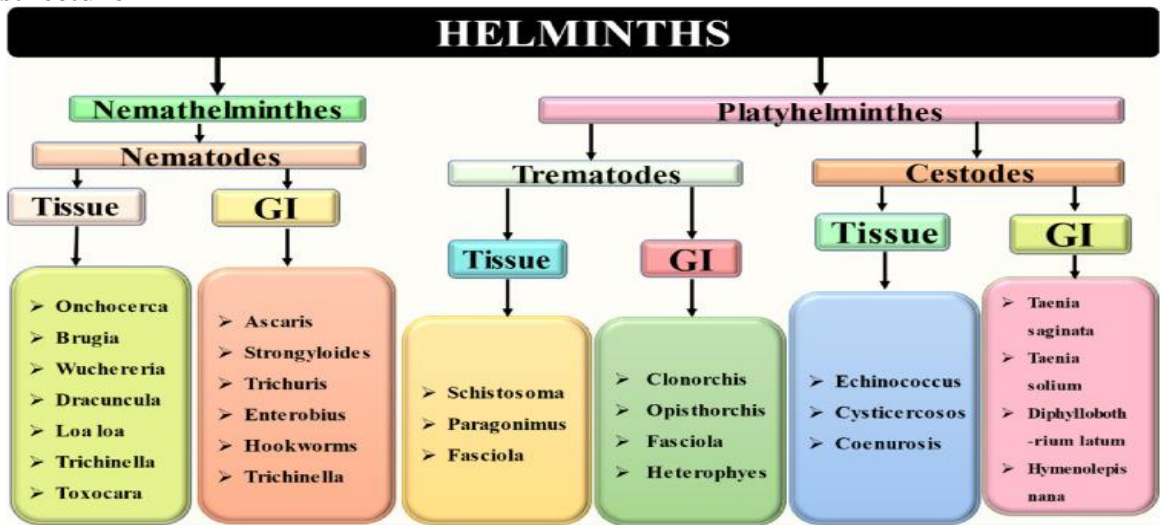 HELMINTHS
Nemathelminthes
Platyhelminthes
Nematodes
Trematodes
Cestodes
Tissue
GI
Tissue
GI
Tissue
GI
➢ Onchocerca
➢ Brugia
➢ Wuchereria
➢ Dracuncula
➢ Loa loa
➢ Trichinella
➢ Toxocara
➢ Ascaris
➢ Strongyloides
➢ Trichuris
➢ Enterobius
➢ Hookworms
➢ Trichinella
➢ Schistosoma
➢ Paragonimus
➢ Fasciola
➢ Clonorchis
➢ Opisthorchis
➢ Fasciola
➢ Heterophyes
➢ Echinococcus
➢ Cysticercosos
➢ Coenurosis
➢ Taenia
saginata
➢ Taenia
solium
➢ Diphylloboth
-rium latum
➢ Hymenolepis
nana